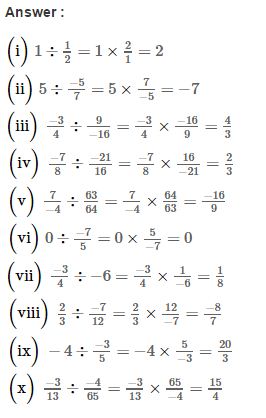 Answer :
(i) 1 ÷ 1/2 = 1 × 2/1 = 2
(ii) 5 ÷ -5/7 = 5 × 7/-5 = -7
(iii) -3/4 ÷ 9/-16 = -3/4 × -16/9 = 4/3
(iv) -7/8 ÷ -21/16 = -7/8 × 16/-21 = 2/3
(v) 7/-4 ÷ 63/64 = 7/-4 × 64/63 = -16/9
(vi) 0 ÷ -7/5 = 0 × 5/-7 = 0
(vii) -3/4 ÷ -6 = -3/4 × 1/-6 = 1/8
(viii) 2/3 ÷ -7/12 = 2/3 × 12/-7 = -8/7
(ix) -4 ÷ -3/5 = -4 × 5/-3 = 20/3
(x) -3/13 ÷ -4/65 = -3/13 × 65/-4 = 15/4